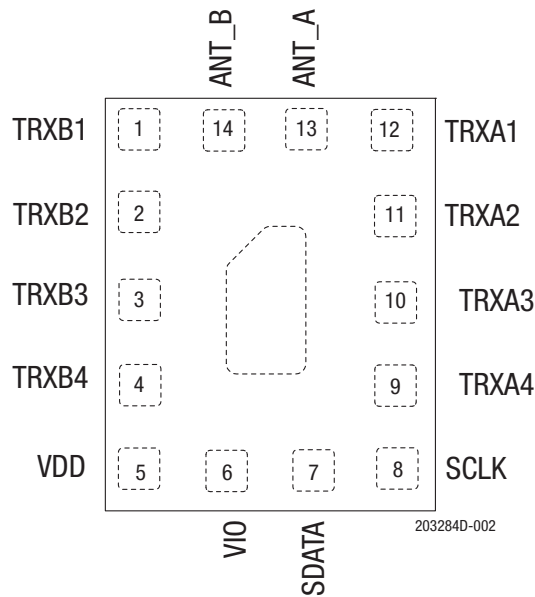 ANT_B
ANT_A
TRXB1
1
14
13
12
TRXA1
TRXB2
2
11
TRXA2
TRXB3
3
10
TRXA3
TRXB4
4
9
TRXA4
VDD
5
6
7
8
SCLK
VIO
SDATA
203284D-002